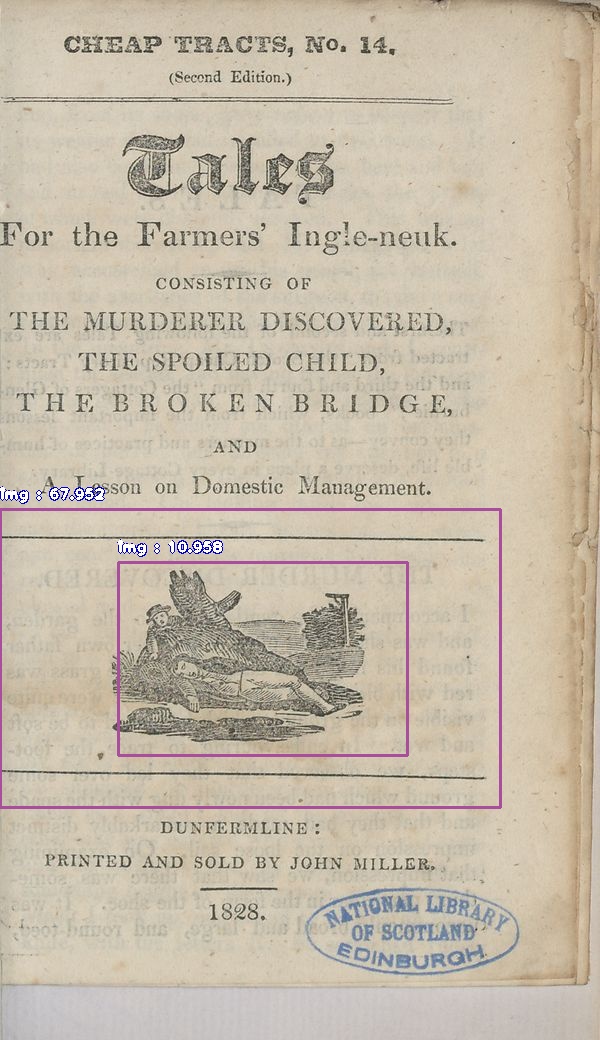 CHEAP TRACTS, No. 14.
(Second Edition.)
Tales
For the Farmers' Ingle-neuk.
CONSISTING OF
THE MURDERER DISCOVERED,
THE SPOILED CHILD,
THE BROKEN BRIDGE,
AND
A Lesson on Domestic Management.
img : 67.952
img : 10.958
DUNFERMLINE:
PRINTED AND SOLD BY JOHN MILLER.
1828.
NATIONAL LIBRARY
OF SCOTLAND
EDINBURGH